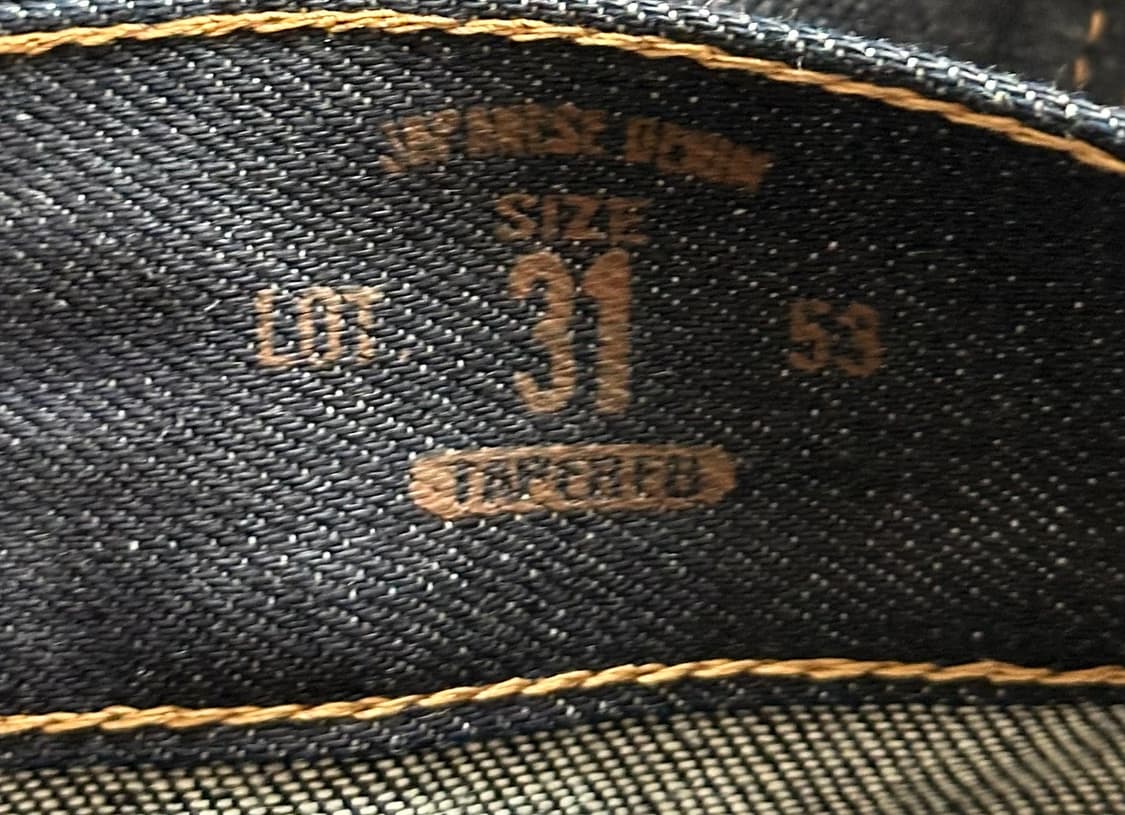 JAPANESE DENIM
SIZE
LOT. 31 53
TAPERED